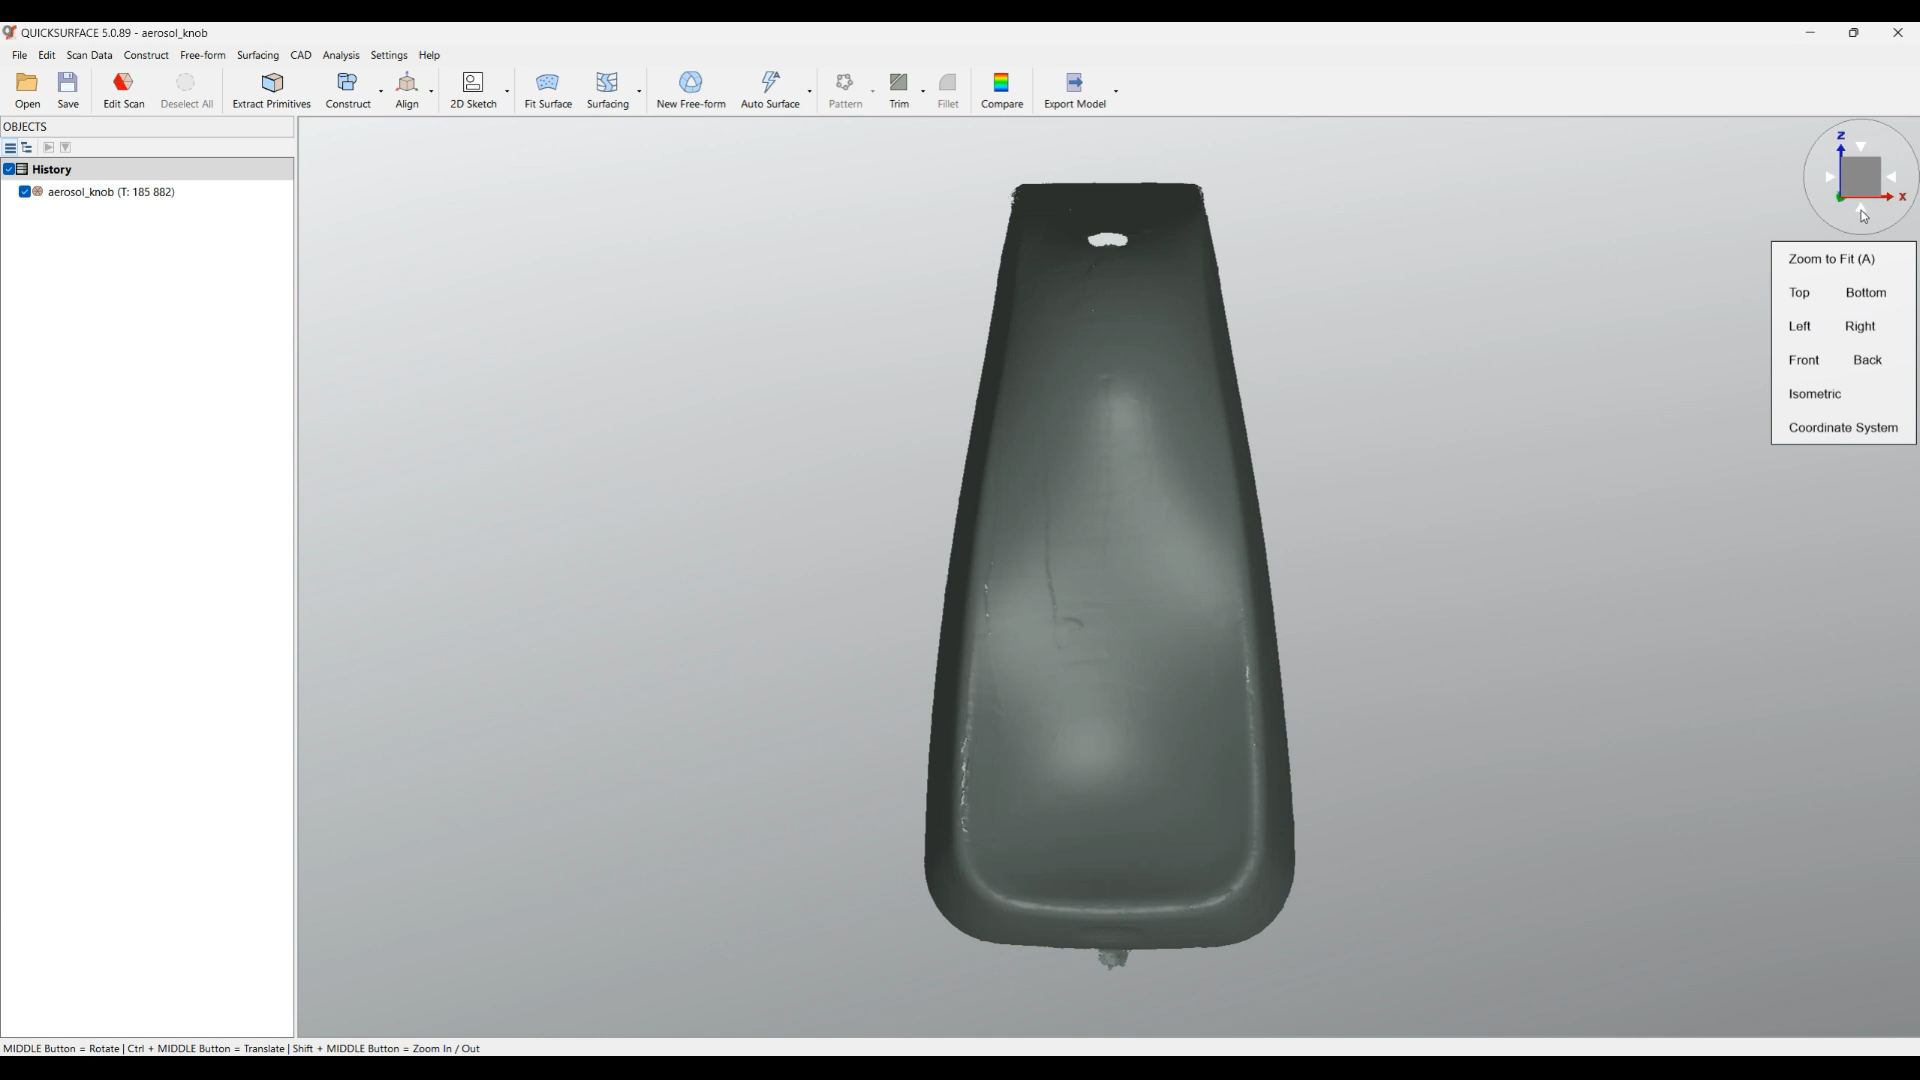 QUICKSURFACE 5.0.89 - aerosol_knob
File Edit Scan Data Construct Free-form Surfacing CAD Analysis Settings Help
Open Save Edit Scan Deselect All Extract Primitives Construct Align 2D Sketch Fit Surface Surfacing New Free-form Auto Surface Pattern Trim Fillet Compare Export Model
OBJECTS
History
aerosol_knob (T: 185 882)
Z
X
Zoom to Fit (A)
Top Bottom
Left Right
Front Back
Isometric
Coordinate System
MIDDLE Button = Rotate | Ctrl + MIDDLE Button = Translate | Shift + MIDDLE Button = Zoom In / Out